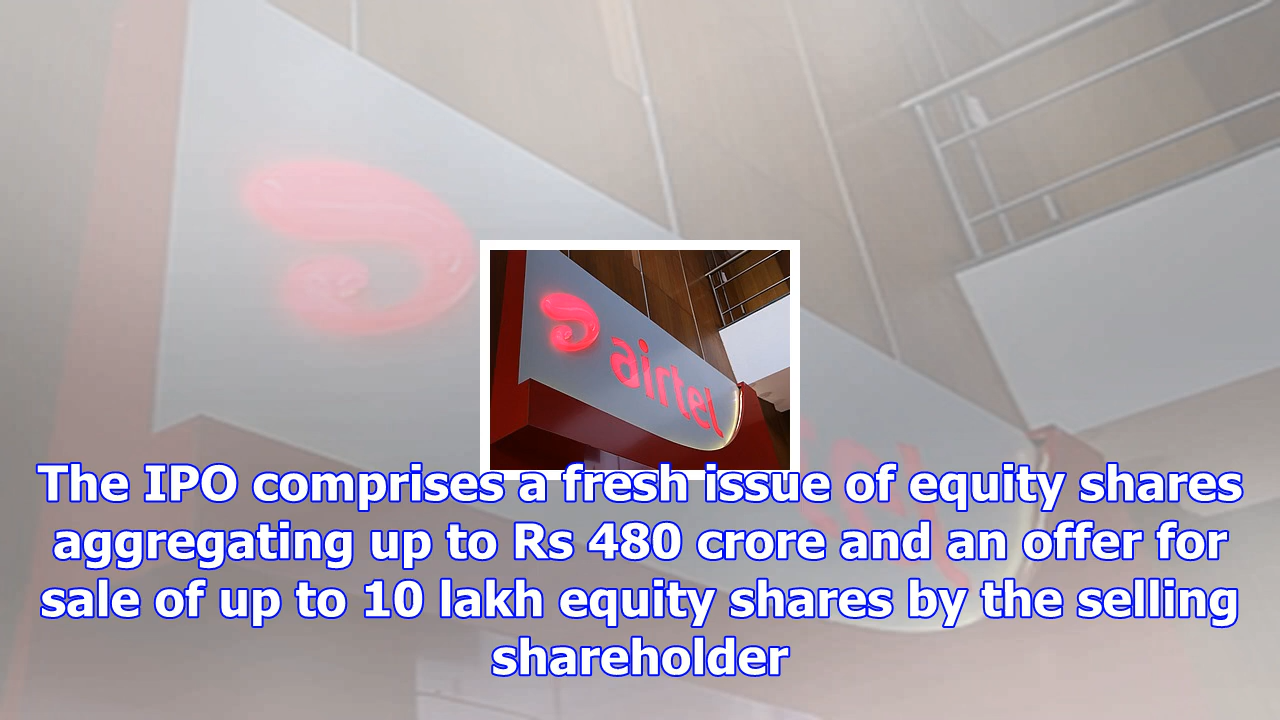 airtel
The IPO comprises a fresh issue of equity shares
aggregating up to Rs 480 crore and an offer for
sale of up to 10 lakh equity shares by the selling
shareholder